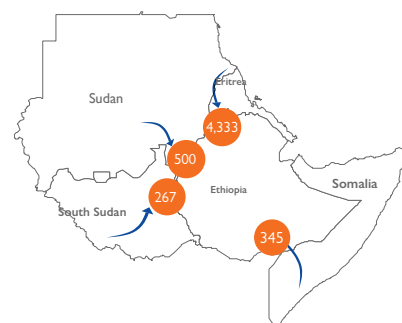 Eritrea
Sudan
4,333
500
Ethiopia
Somalia
267
South Sudan
345